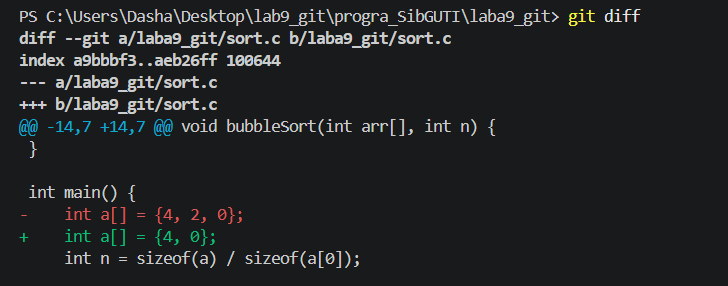 PS C:\Users\Dasha\Desktop\lab9_git\progra_SibGUTI\laba9_git> git diff
diff --git a/laba9_git/sort.c b/laba9_git/sort.c
index a9bbbf3..aeb26ff 100644
--- a/laba9_git/sort.c
+++ b/laba9_git/sort.c
@@ -14,7 +14,7 @@ void bubbleSort(int arr[], int n) {
 }

 int main() {
-    int a[] = {4, 2, 0};
+    int a[] = {4, 0};
     int n = sizeof(a) / sizeof(a[0]);